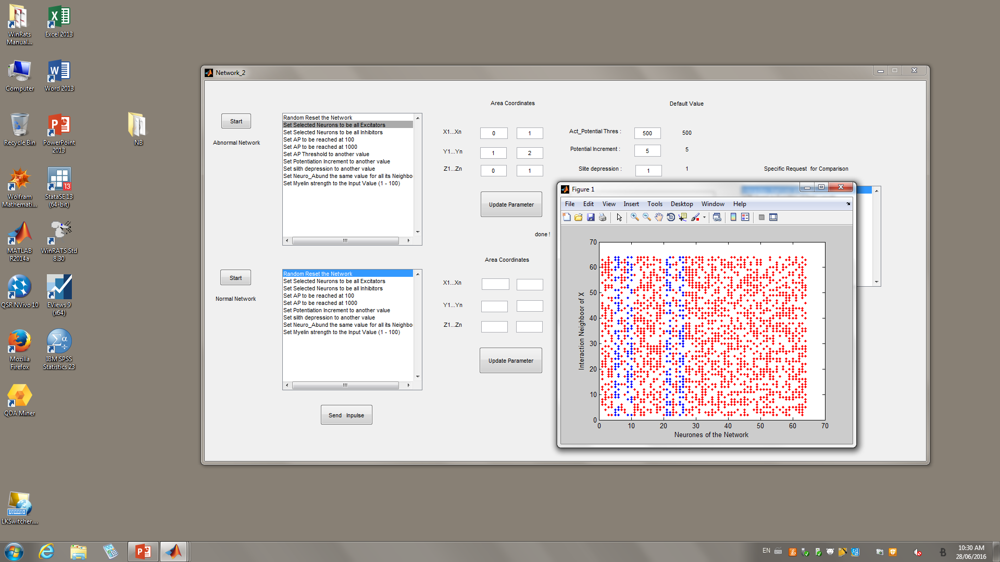 WinRats
Manual...
Excel 2013
Computer
Word 2013
Recycle Bin
PowerPoint
2013
NB
Wolfram
Mathemati...
StataSE 13
(64-bit)
MATLAB
R2014a
WinRATS Std
8.30
QSR NVivo 10
EViews 9
(x64)
Mozilla
Firefox
IBM SPSS
Statistics 23
QDA Miner
LKSwitcher....
Network_2
Start
Abnormal Network
Random Reset the Network
Set Selected Neurons to be all Excitators
Set Selected Neurons to be all Inhibitors
Set AP to be reached at 100
Set AP to be reached at 1000
Set AP Threshold to another value
Set Potentiation Increment to another value
Set slith depression to another value
Set Neuro_Abund the same value for all its Neighbo
Set Myelin strength to the Input Value (1 - 100)
Area Coordinates
X1...Xn 0 1
Y1...Yn 1 2
Z1...Zn 0 1
Update Parameter
done !
Default Value
Act_Potential Thres : 500 500
Potential Increment : 5 5
Slite depression : 1 1
Specific Request for Comparison
Start
Normal Network
Random Reset the Network
Set Selected Neurons to be all Excitators
Set Selected Neurons to be all Inhibitors
Set AP to be reached at 100
Set AP to be reached at 1000
Set Potentiation Increment to another value
Set slith depression to another value
Set Neuro_Abund the same value for all its Neighbo
Set Myelin strength to the Input Value (1 - 100)
Area Coordinates
X1...Xn
Y1...Yn
Z1...Zn
Update Parameter
Send Inpulse
Figure 1
File Edit View Insert Tools Desktop Window Help
70
60
50
40
30
20
10
0
Interaction Neighboor of X
0 10 20 30 40 50 60 70
Neurones of the Network
EN
10:30 AM
28/06/2016